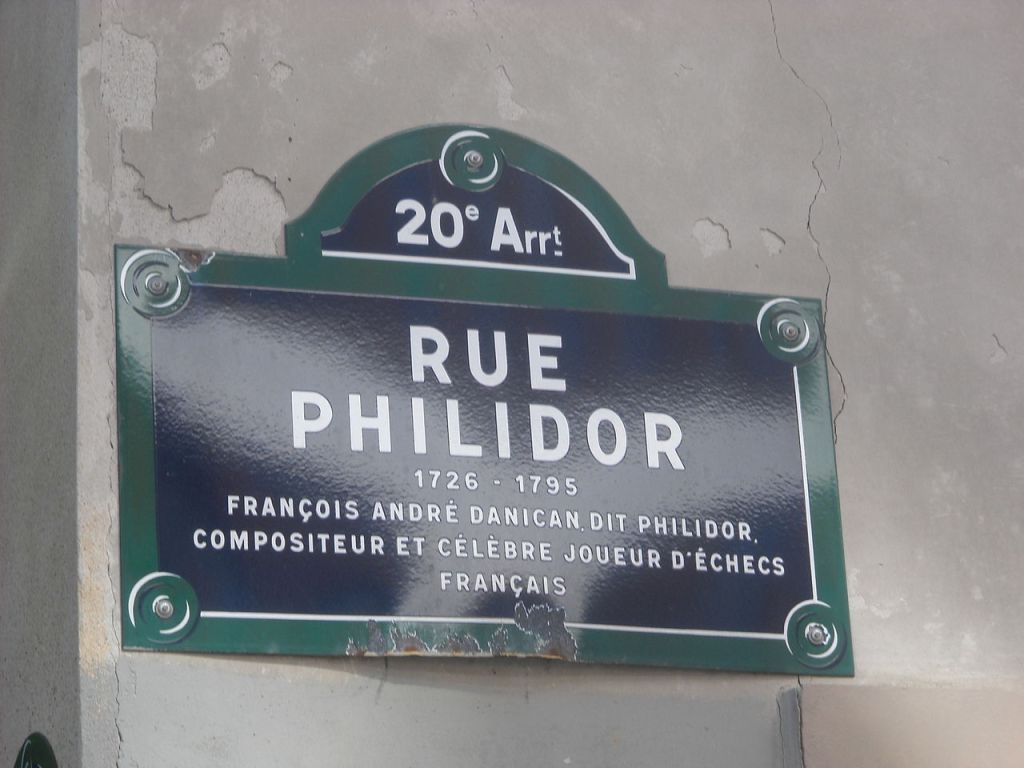 20e Arrt
RUE
PHILIDOR
1726 - 1795
FRANÇOIS ANDRÉ DANICAN, DIT PHILIDOR,
COMPOSITEUR ET CÉLÈBRE JOUEUR D'ÉCHECS
FRANÇAIS